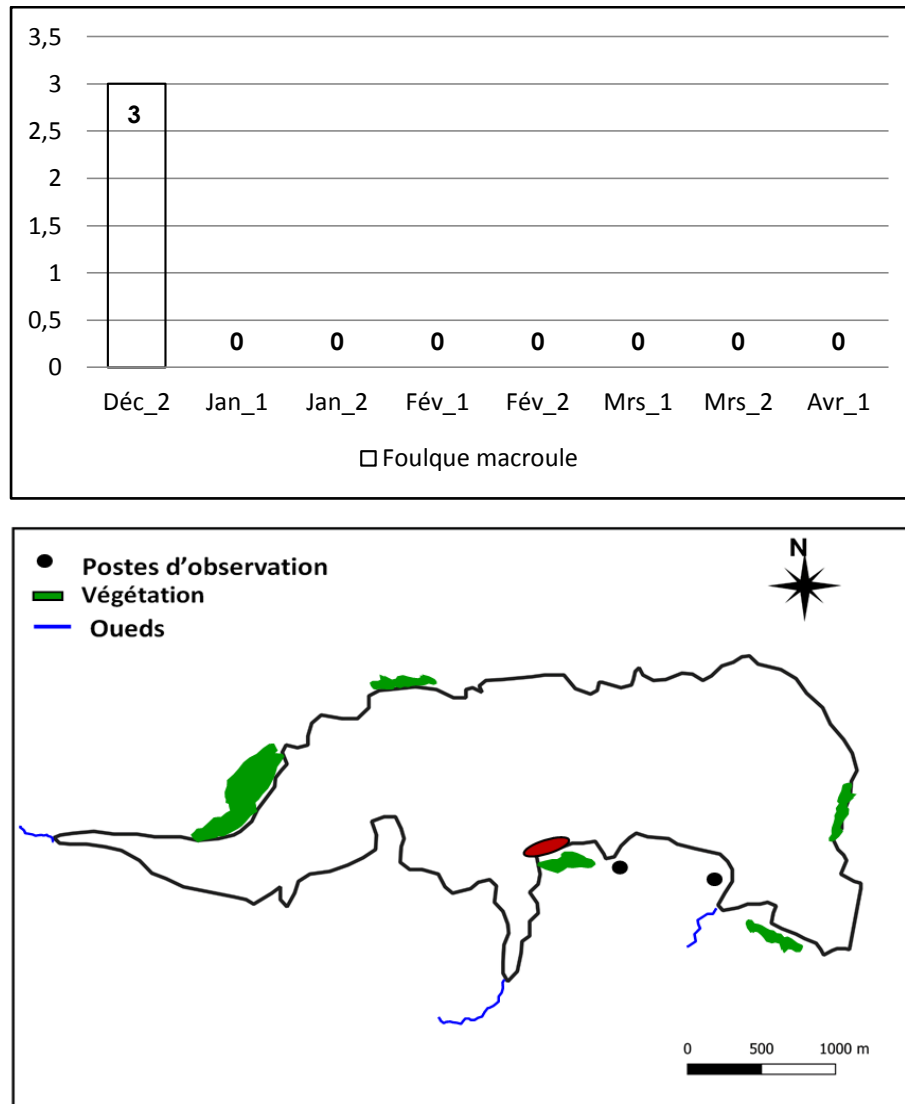 3,5
3
2,5
2
1,5
1
0,5
0
3
0 0 0 0 0 0 0
Déc_2 Jan_1 Jan_2 Fév_1 Fév_2 Mrs_1 Mrs_2 Avr_1
Foulque macroule
Postes d'observation
Végétation
Oueds
N
0 500 1000 m